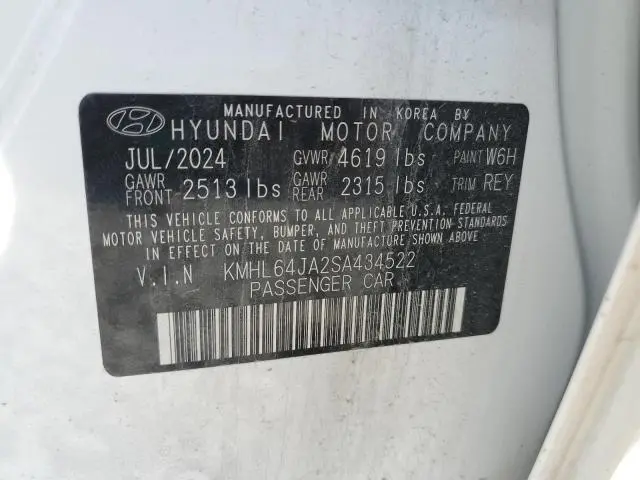 MANUFACTURED IN KOREA BY
HYUNDAI MOTOR COMPANY
JUL/2024 GVWR 4619 lbs PAINT W6H
GAWR FRONT 2513 lbs GAWR REAR 2315 lbs TRIM REY
THIS VEHICLE CONFORMS TO ALL APPLICABLE U.S.A. FEDERAL
MOTOR VEHICLE SAFETY, BUMPER, AND THEFT PREVENTION STANDARDS
IN EFFECT ON THE DATE OF MANUFACTURE SHOWN ABOVE.
V.I.N KMHL64JA2SA434522
PASSENGER CAR